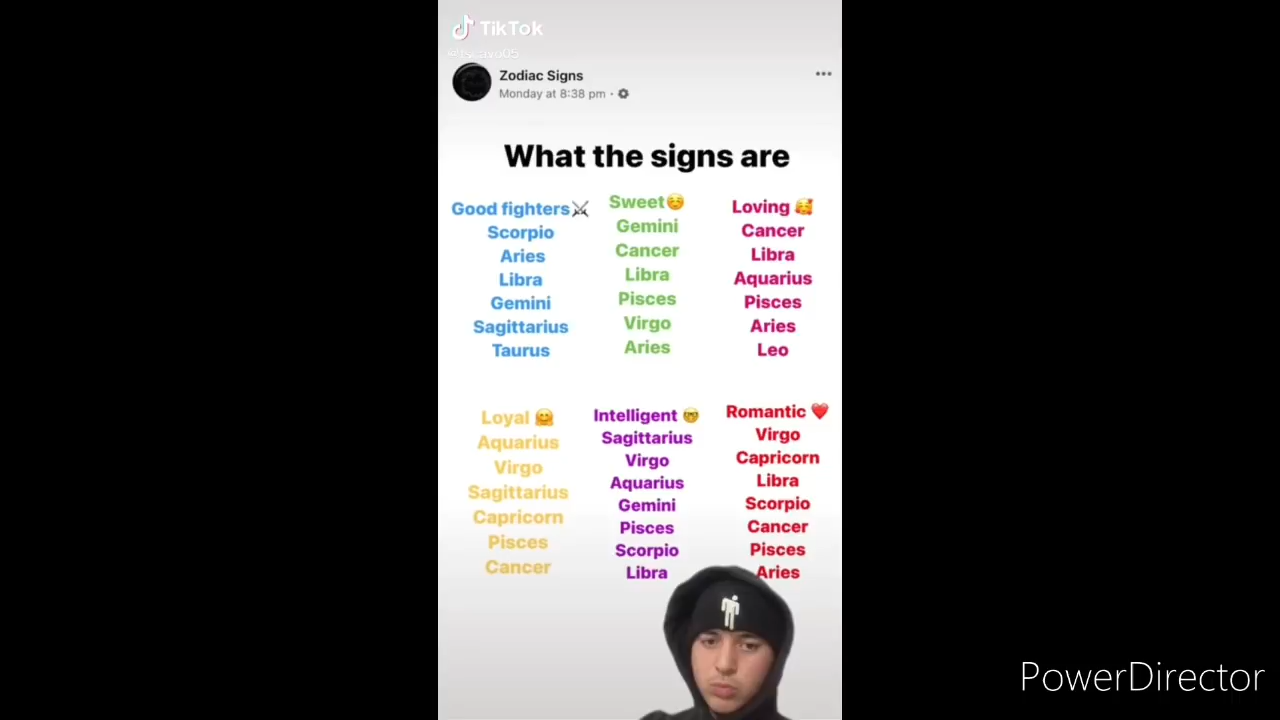 TikTok
Zodiac Signs
Monday at 8:38 pm ·
What the signs are
Good fighters⚔
Scorpio
Aries
Libra
Gemini
Sagittarius
Taurus
Sweet☺️
Gemini
Cancer
Libra
Pisces
Virgo
Aries
Loving 🥰
Cancer
Libra
Aquarius
Pisces
Aries
Leo
Loyal 🤗
Aquarius
Virgo
Sagittarius
Capricorn
Pisces
Cancer
Intelligent 🤓
Sagittarius
Virgo
Aquarius
Gemini
Pisces
Scorpio
Libra
Romantic ❤️
Virgo
Capricorn
Libra
Scorpio
Cancer
Pisces
Aries
PowerDirector